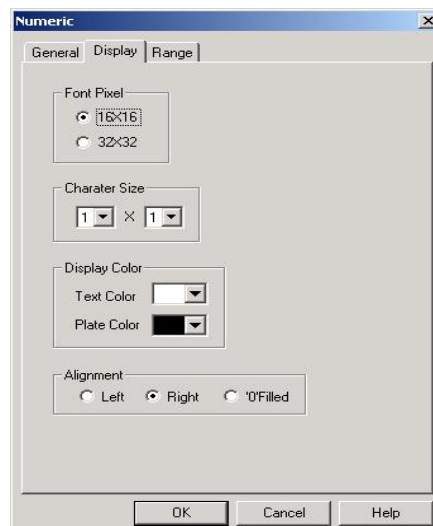 Numeric
General Display Range
Font Pixel
16X16
32X32
Charater Size
1 X 1
Display Color
Text Color
Plate Color
Alignment
Left Right '0'Filled
OK Cancel Help